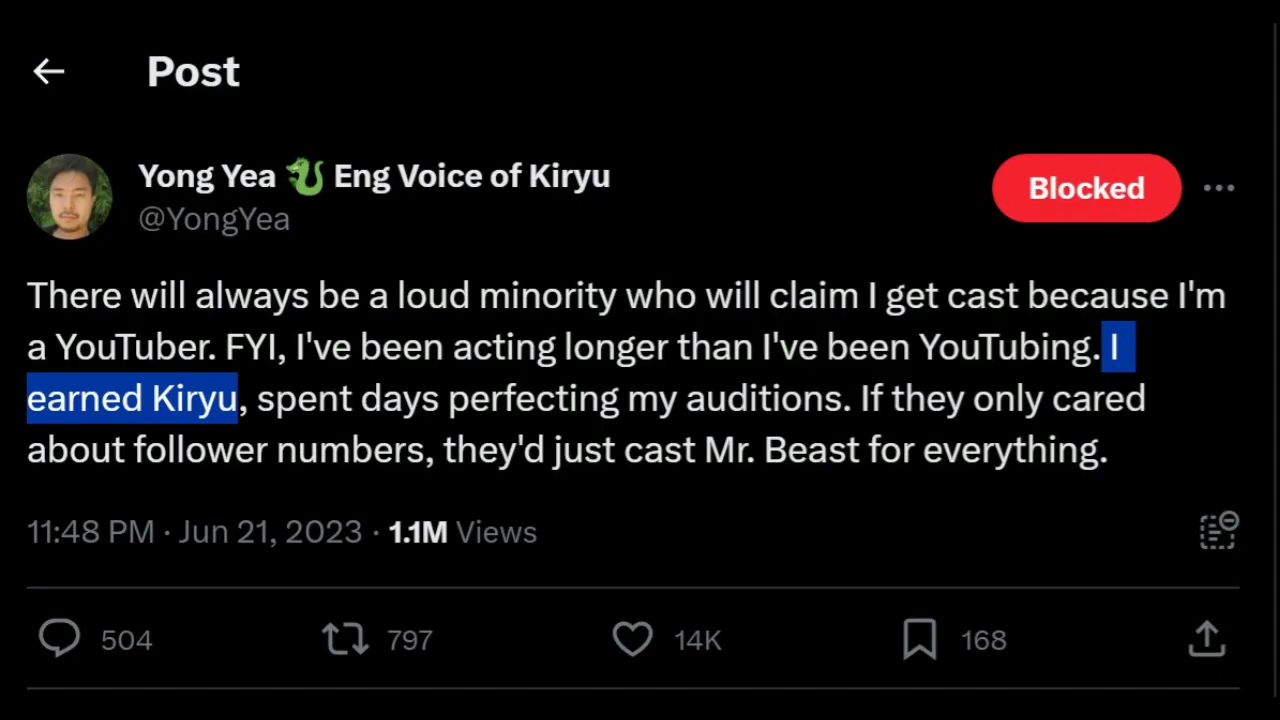 Post
Yong Yea 🐉 Eng Voice of Kiryu
Blocked
@YongYea
There will always be a loud minority who will claim I get cast because I'm
a YouTuber. FYI, I've been acting longer than I've been YouTubing. I
earned Kiryu, spent days perfecting my auditions. If they only cared
about follower numbers, they'd just cast Mr. Beast for everything.
11:48 PM · Jun 21, 2023 · 1.1M Views
504 797 14K 168